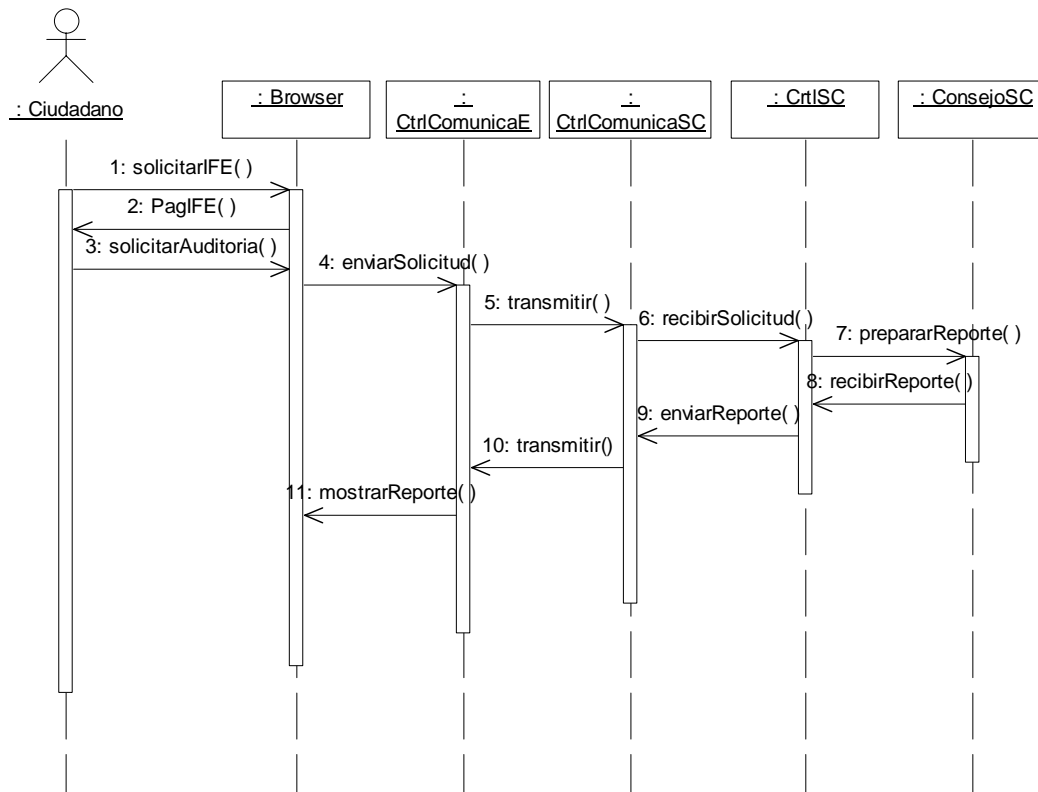 : Ciudadano
: Browser
:
CtrlComunicaE
:
CtrlComunicaSC
: CrtlSC
: ConsejoSC
1: solicitarIFE( )
2: PagIFE( )
3: solicitarAuditoria( )
4: enviarSolicitud( )
5: transmitir( )
6: recibirSolicitud( )
7: prepararReporte( )
8: recibirReporte( )
9: enviarReporte( )
10: transmitir()
11: mostrarReporte( )